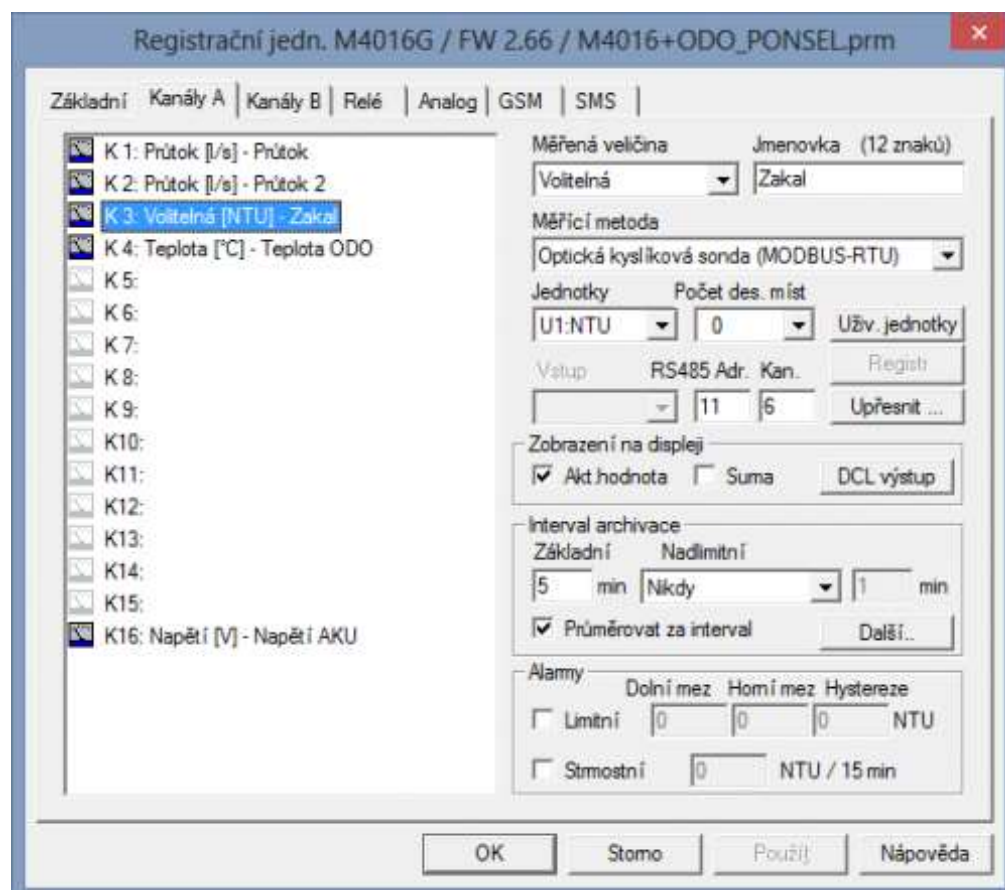 Registrační jedn. M4016G / FW 2.66 / M4016+ODO_PONSEL.prm
Základní Kanály A Kanály B Relé Analog GSM SMS
K 1: Průtok [l/s] - Průtok
K 2: Průtok [l/s] - Průtok 2
K 3: Volitelná [NTU] - Zakal
K 4: Teplota [°C] - Teplota ODO
K 5:
K 6:
K 7:
K 8:
K 9:
K10:
K11:
K12:
K13:
K14:
K15:
K16: Napětí [V] - Napětí AKU
Měřená veličina Jmenovka (12 znaků)
Volitelná Zakal
Měřící metoda
Optická kyslíková sonda (MODBUS-RTU)
Jednotky Počet des. míst
U1:NTU 0 Uživ. jednotky
Vstup RS485 Adr. Kan. Registr
11 6 Upřesnit ...
Zobrazení na displeji
Akt.hodnota Suma DCL výstup
Interval archivace
Základní Nadlimitní
5 min Nikdy 1 min
Průměrovat za interval Další..
Alarmy
Dolní mez Horní mez Hystereze
Limitní 0 0 0 NTU
Strmostní 0 NTU / 15 min
OK Storno Použít Nápověda